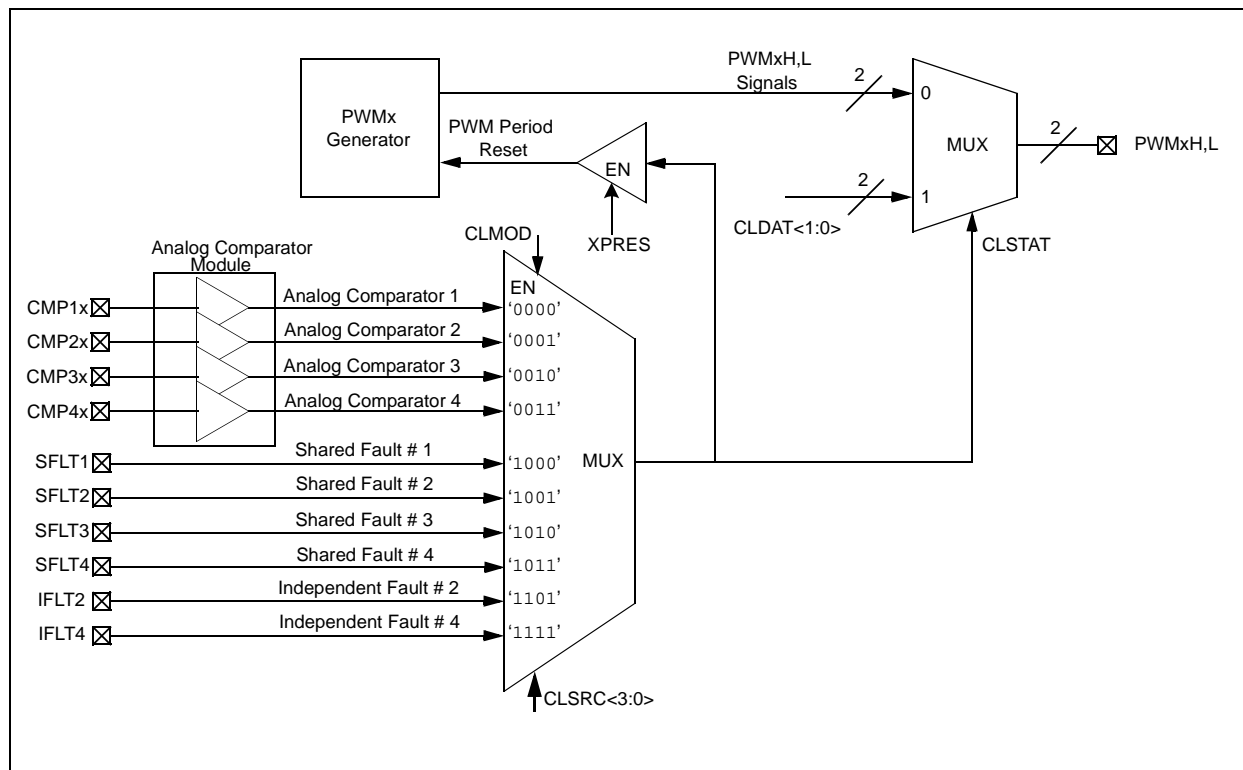 PWMxH,L
Signals
2
0
PWMx
Generator
PWM Period
Reset
EN
MUX
2
PWMxH,L
2
1
CLDAT<1:0>
XPRES
CLSTAT
CLMOD
Analog Comparator
Module
EN
CMP1x
Analog Comparator 1
‘0000’
CMP2x
Analog Comparator 2
‘0001’
CMP3x
Analog Comparator 3
‘0010’
CMP4x
Analog Comparator 4
‘0011’
SFLT1
Shared Fault # 1
‘1000’
MUX
SFLT2
Shared Fault # 2
‘1001’
SFLT3
Shared Fault # 3
‘1010’
SFLT4
Shared Fault # 4
‘1011’
IFLT2
Independent Fault # 2
‘1101’
IFLT4
Independent Fault # 4
‘1111’
CLSRC<3:0>